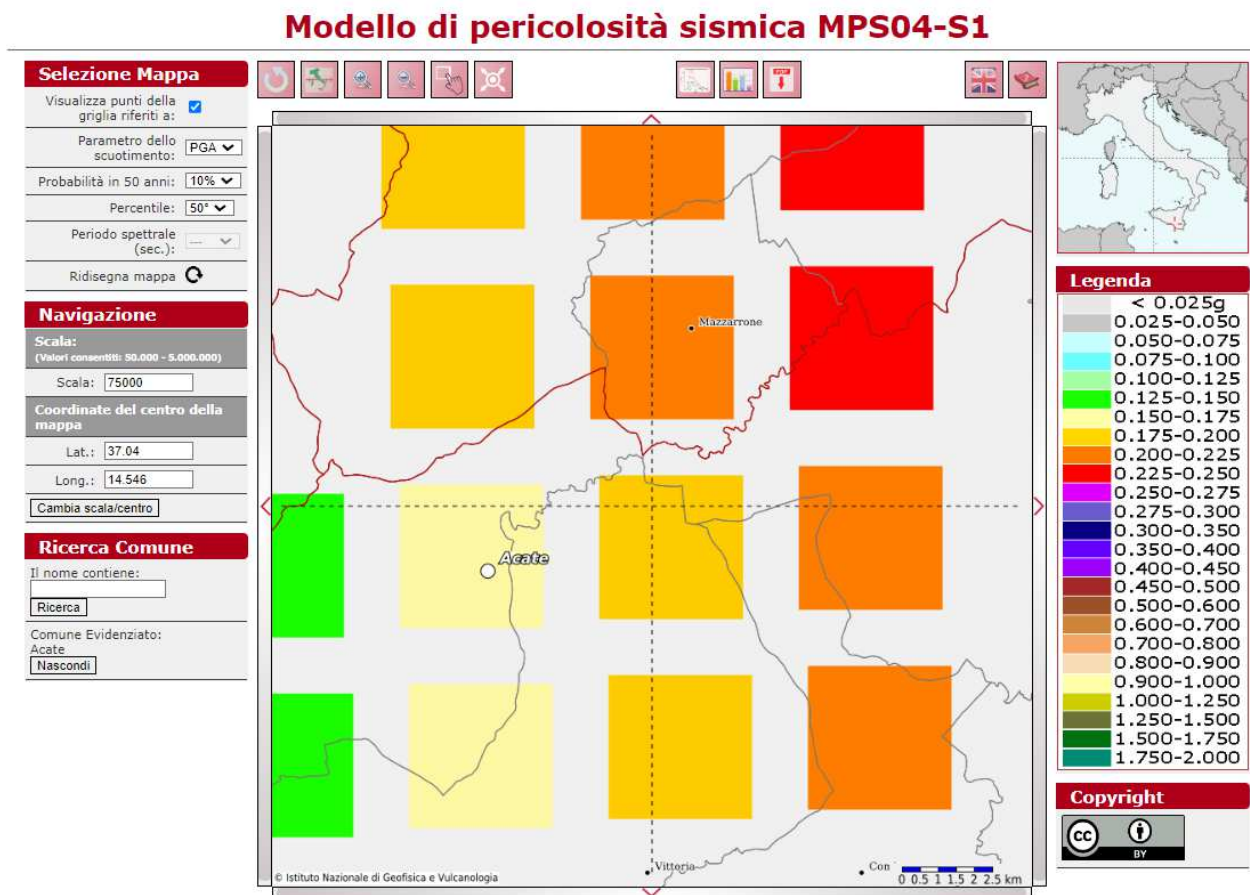 Modello di pericolosità sismica MPS04-S1
Selezione Mappa
Visualizza punti della
griglia riferiti a:
Parametro dello
scuotimento:
PGA
Probabilità in 50 anni:
10%
Percentile:
50°
Periodo spettrale
(sec.):
---
Ridisegna mappa
Navigazione
Scala:
(Valori consentiti: 50.000 - 5.000.000)
Scala:
75000
Coordinate del centro della
mappa
Lat.:
37.04
Long.:
14.546
Cambia scala/centro
Ricerca Comune
Il nome contiene:
Ricerca
Comune Evidenziato:
Acate
Nascondi
PDF
Mazzarrone
Acate
Vittoria
Con
© Istituto Nazionale di Geofisica e Vulcanologia
0 0.5 1 1.5 2 2.5 km
Legenda
< 0.025g
0.025-0.050
0.050-0.075
0.075-0.100
0.100-0.125
0.125-0.150
0.150-0.175
0.175-0.200
0.200-0.225
0.225-0.250
0.250-0.275
0.275-0.300
0.300-0.350
0.350-0.400
0.400-0.450
0.450-0.500
0.500-0.600
0.600-0.700
0.700-0.800
0.800-0.900
0.900-1.000
1.000-1.250
1.250-1.500
1.500-1.750
1.750-2.000
Copyright
cc
BY